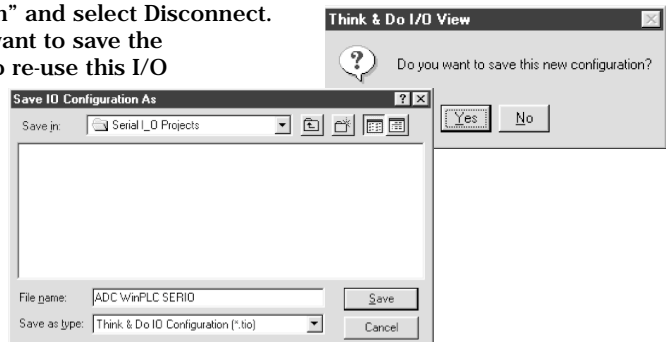 n” and select Disconnect.
want to save the
o re-use this I/O
Think & Do I/O View
Do you want to save this new configuration?
Yes No
Save IO Configuration As
Save in: Serial I_O Projects
File name: ADC WinPLC SERIO
Save
Save as type: Think & Do IO Configuration (*.tio)
Cancel